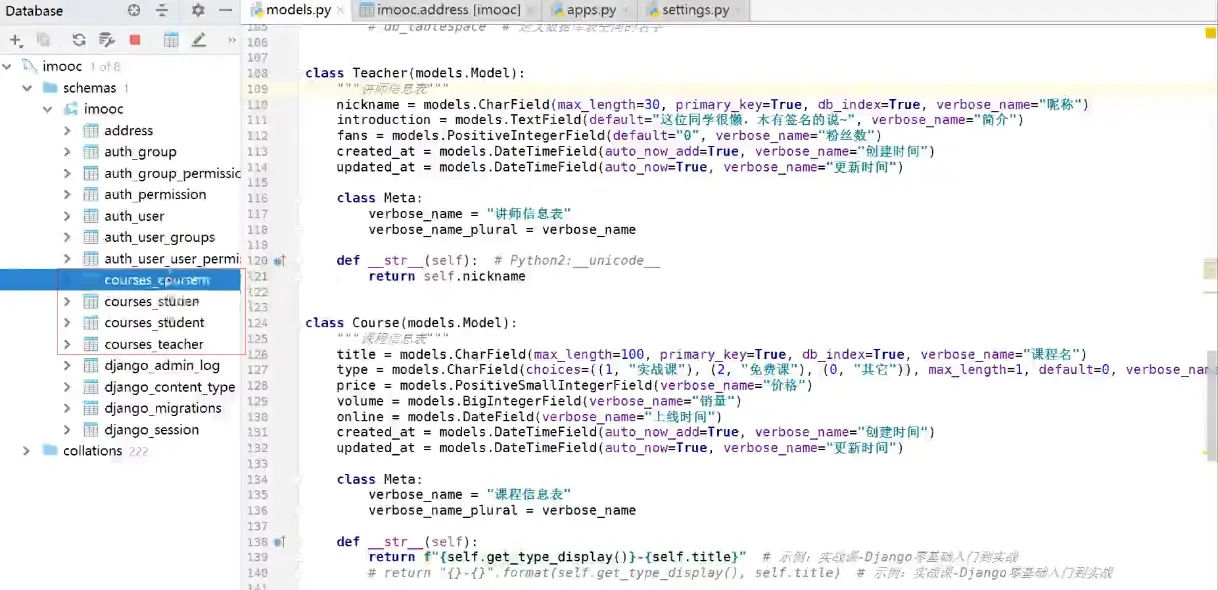 Database
models.py
imooc.address [imooc]
apps.py
settings.py
imooc 1 of 8
schemas 1
imooc
address
auth_group
auth_group_permissic
auth_permission
auth_user
auth_user_groups
auth_user_user_permi
courses_studen
courses_student
courses_teacher
django_admin_log
django_content_type
django_migrations
django_session
collations 222
105 # db_tablespace # 定义数据库表空间的名字
106
107
108 class Teacher(models.Model):
109 """讲师信息表"""
110 nickname = models.CharField(max_length=30, primary_key=True, db_index=True, verbose_name="昵称")
111 introduction = models.TextField(default="这位同学很懒，木有签名的说~", verbose_name="简介")
112 fans = models.PositiveIntegerField(default="0", verbose_name="粉丝数")
113 created_at = models.DateTimeField(auto_now_add=True, verbose_name="创建时间")
114 updated_at = models.DateTimeField(auto_now=True, verbose_name="更新时间")
115
116 class Meta:
117 verbose_name = "讲师信息表"
118 verbose_name_plural = verbose_name
119
120 def __str__(self): # Python2:__unicode__
121 return self.nickname
122
123
124 class Course(models.Model):
125 """课程信息表"""
126 title = models.CharField(max_length=100, primary_key=True, db_index=True, verbose_name="课程名")
127 type = models.CharField(choices=((1, "实战课"), (2, "免费课"), (0, "其它")), max_length=1, default=0, verbose_nam
128 price = models.PositiveSmallIntegerField(verbose_name="价格")
129 volume = models.BigIntegerField(verbose_name="销量")
130 online = models.DateField(verbose_name="上线时间")
131 created_at = models.DateTimeField(auto_now_add=True, verbose_name="创建时间")
132 updated_at = models.DateTimeField(auto_now=True, verbose_name="更新时间")
133
134 class Meta:
135 verbose_name = "课程信息表"
136 verbose_name_plural = verbose_name
137
138 def __str__(self):
139 return f"{self.get_type_display()}-{self.title}" # 示例：实战课-Django零基础入门到实战
140 # return "{}-{}".format(self.get_type_display(), self.title) # 示例：实战课-Django零基础入门到实战
141